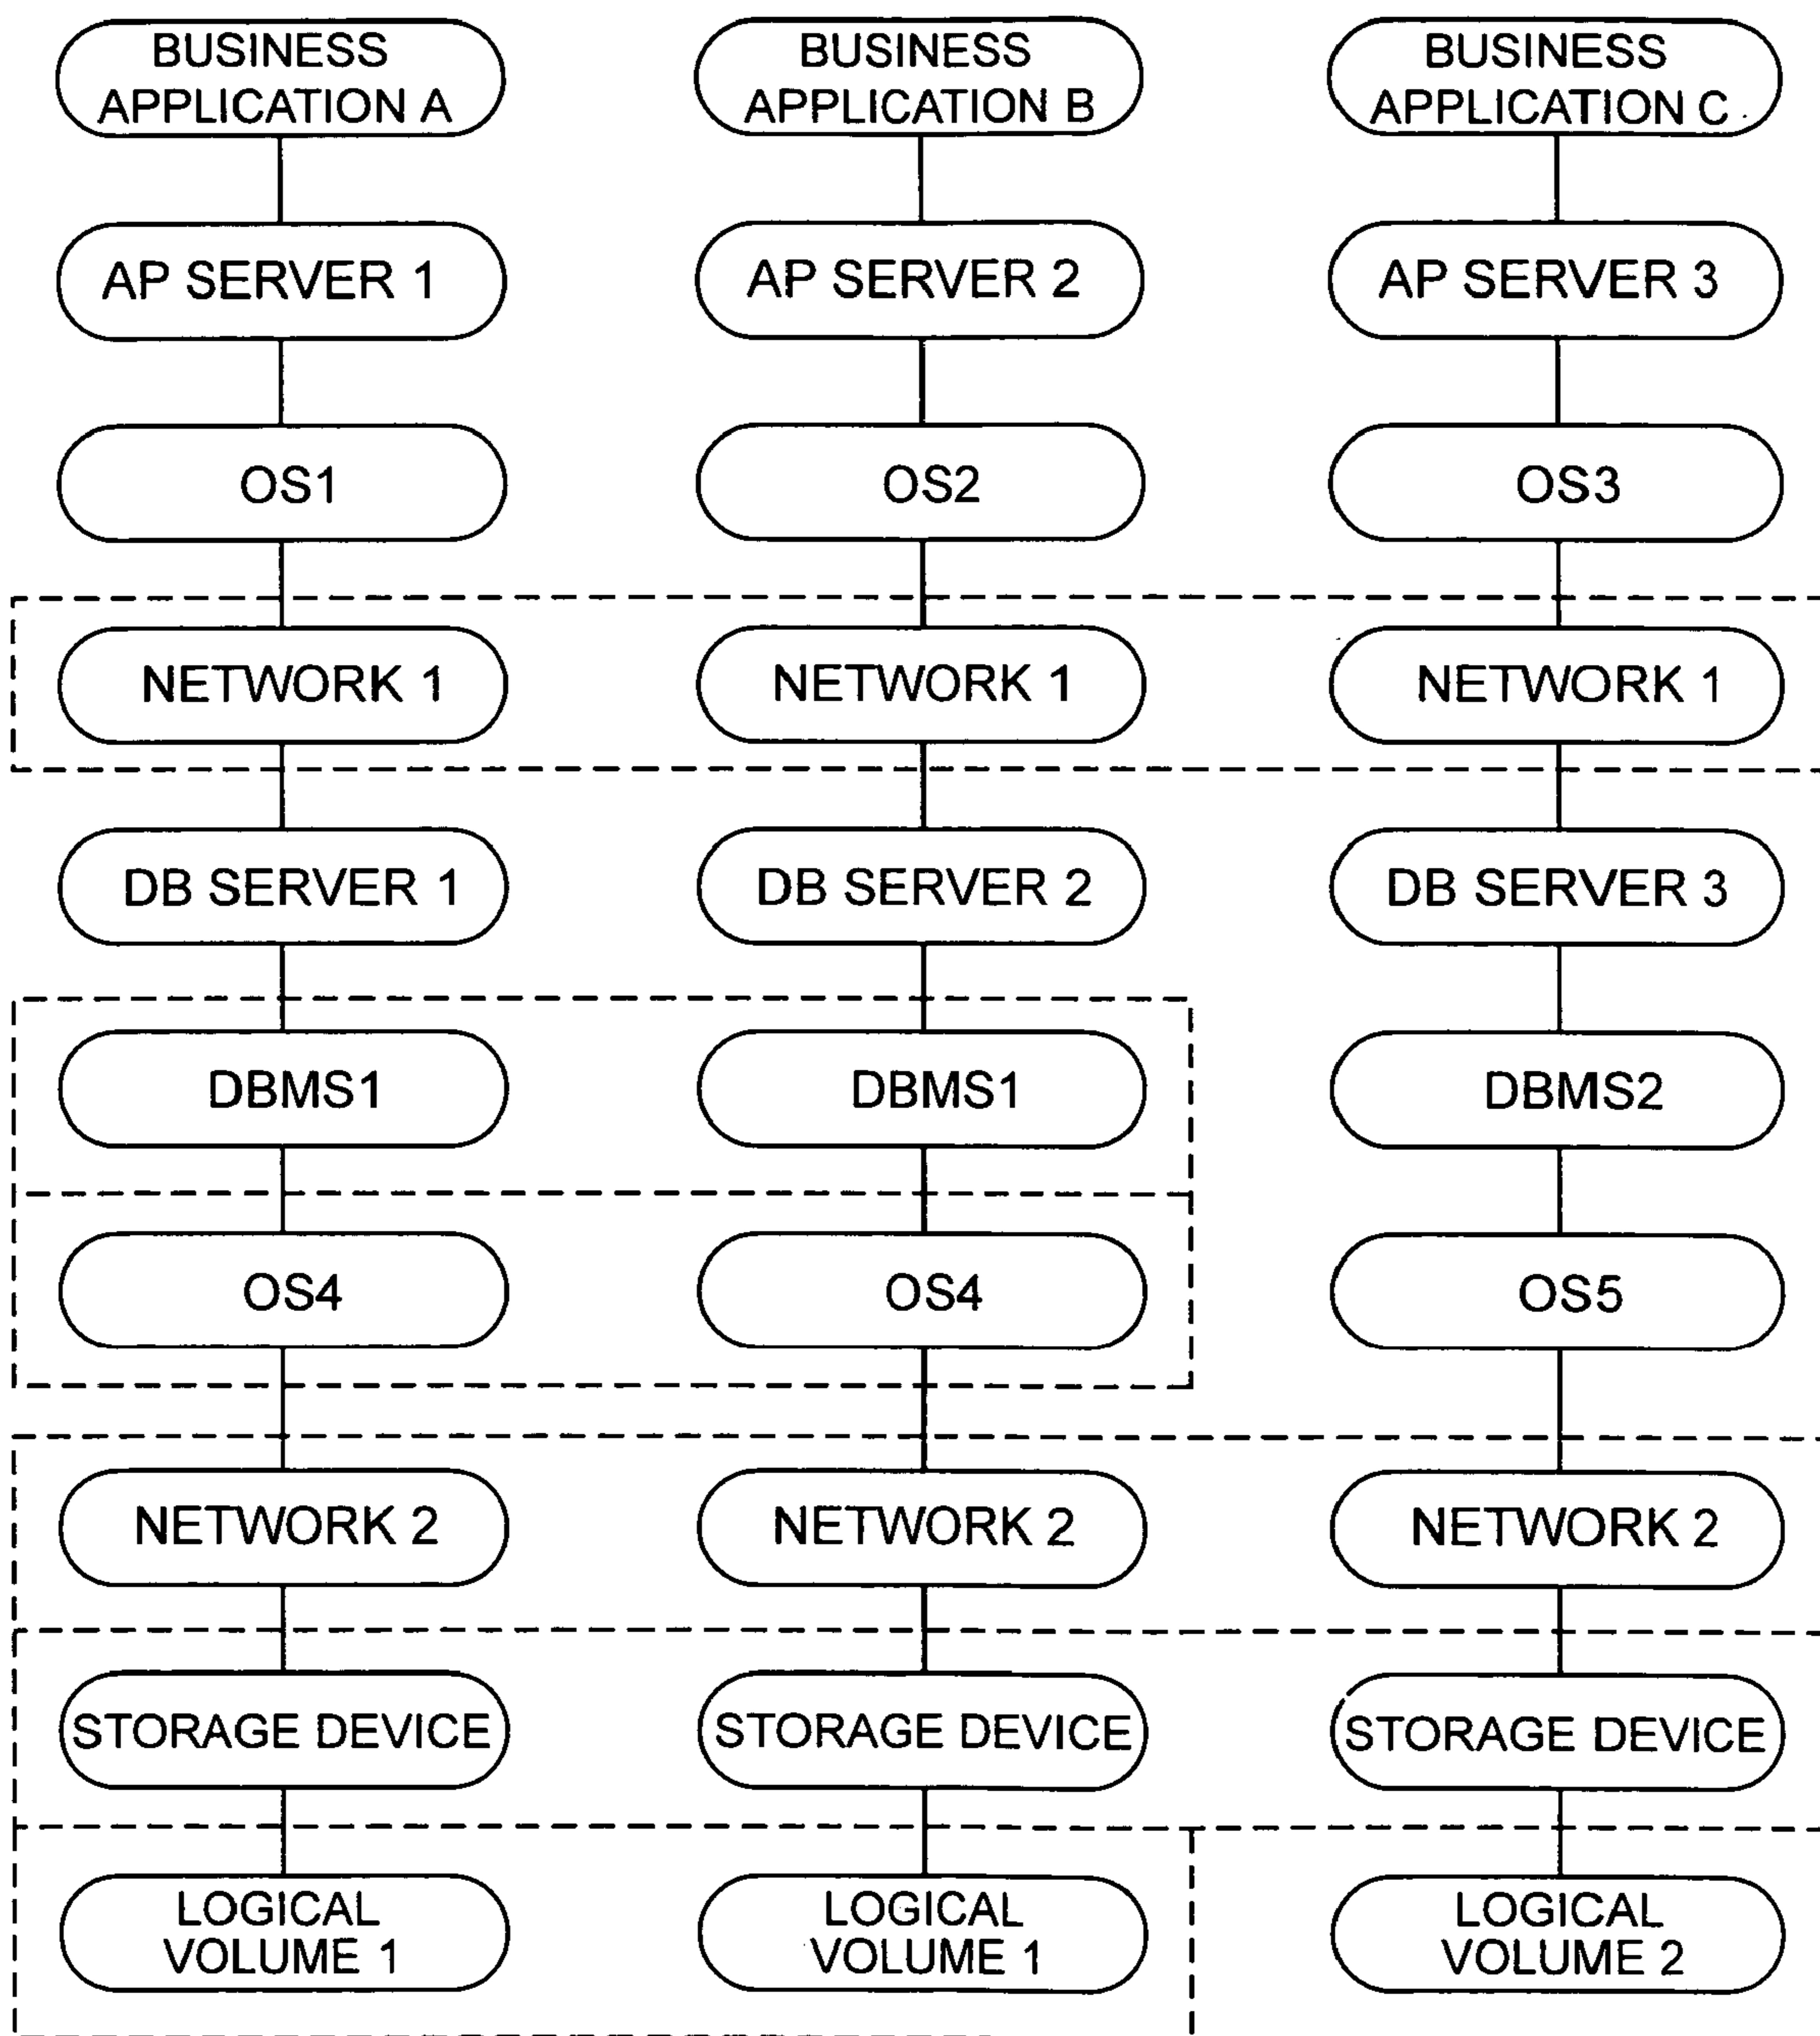 BUSINESS
APPLICATION A
BUSINESS
APPLICATION B
BUSINESS
APPLICATION C
AP SERVER 1
AP SERVER 2
AP SERVER 3
OS1
OS2
OS3
NETWORK 1
NETWORK 1
NETWORK 1
DB SERVER 1
DB SERVER 2
DB SERVER 3
DBMS1
DBMS1
DBMS2
OS4
OS4
OS5
NETWORK 2
NETWORK 2
NETWORK 2
STORAGE DEVICE
STORAGE DEVICE
STORAGE DEVICE
LOGICAL
VOLUME 1
LOGICAL
VOLUME 1
LOGICAL
VOLUME 2